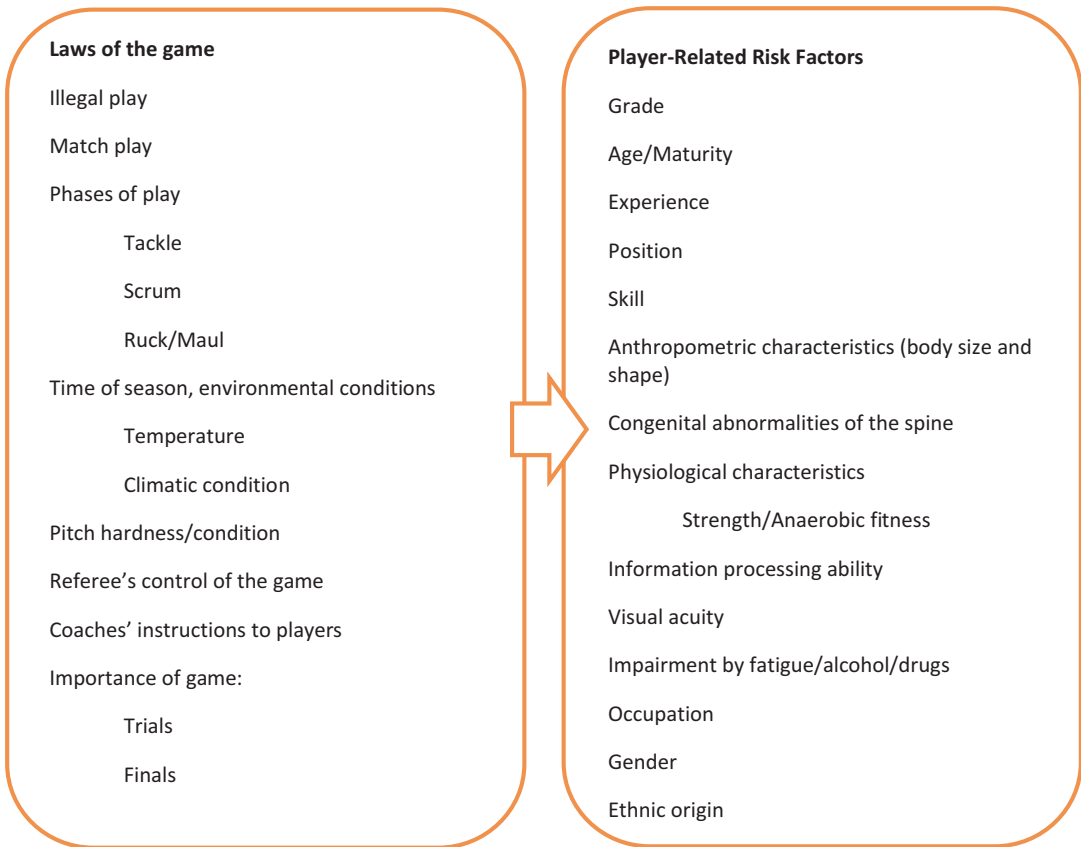 Laws of the game
Illegal play
Match play
Phases of play
Tackle
Scrum
Ruck/Maul
Time of season, environmental conditions
Temperature
Climatic condition
Pitch hardness/condition
Referee’s control of the game
Coaches’ instructions to players
Importance of game:
Trials
Finals
Player-Related Risk Factors
Grade
Age/Maturity
Experience
Position
Skill
Anthropometric characteristics (body size and
shape)
Congenital abnormalities of the spine
Physiological characteristics
Strength/Anaerobic fitness
Information processing ability
Visual acuity
Impairment by fatigue/alcohol/drugs
Occupation
Gender
Ethnic origin